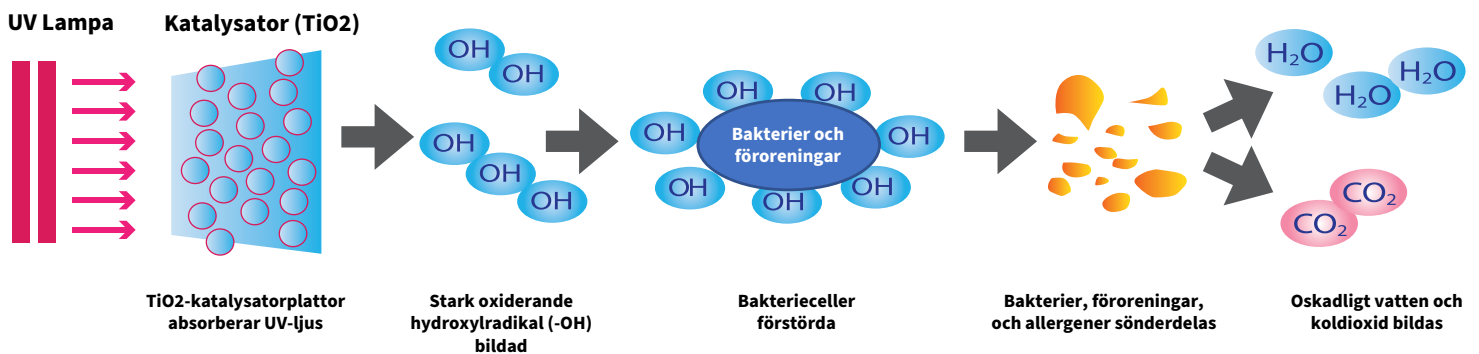 UV Lampa
Katalysator (TiO2)
OH
OH
OH
OH
OH
OH
OH
OH
OH
OH
OH
OH
Bakterier och
föroreningar
H₂O
H₂O
H₂O
CO₂
CO₂
TiO2-katalysatorplattor
absorberar UV-ljus
Stark oxiderande
hydroxylradikal (-OH)
bildad
Bakterieceller
förstörda
Bakterier, föroreningar,
och allergener sönderdelas
Oskadligt vatten och
koldioxid bildas